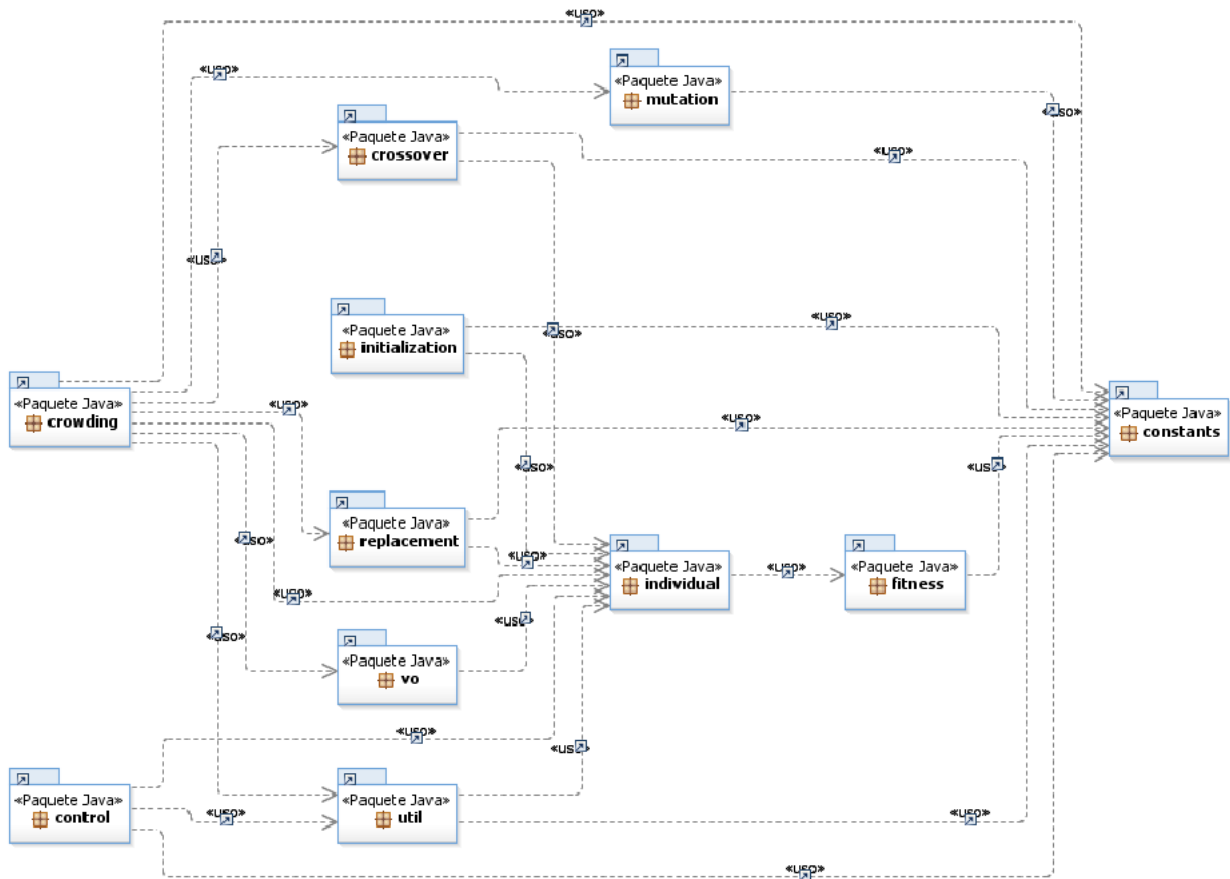 «uso»
«uso»
«Paquete Java»
mutation
«uso»
«Paquete Java»
crossover
«uso»
«uso»
«Paquete Java»
initialization
«uso»
«uso»
«Paquete Java»
crowding
«uso»
«uso»
«Paquete Java»
constants
«uso»
«uso»
«Paquete Java»
replacement
«uso»
«uso»
«Paquete Java»
individual
«uso»
«Paquete Java»
fitness
«uso»
«uso»
«uso»
«Paquete Java»
vo
«uso»
«uso»
«Paquete Java»
control
«uso»
«Paquete Java»
util
«uso»
«uso»